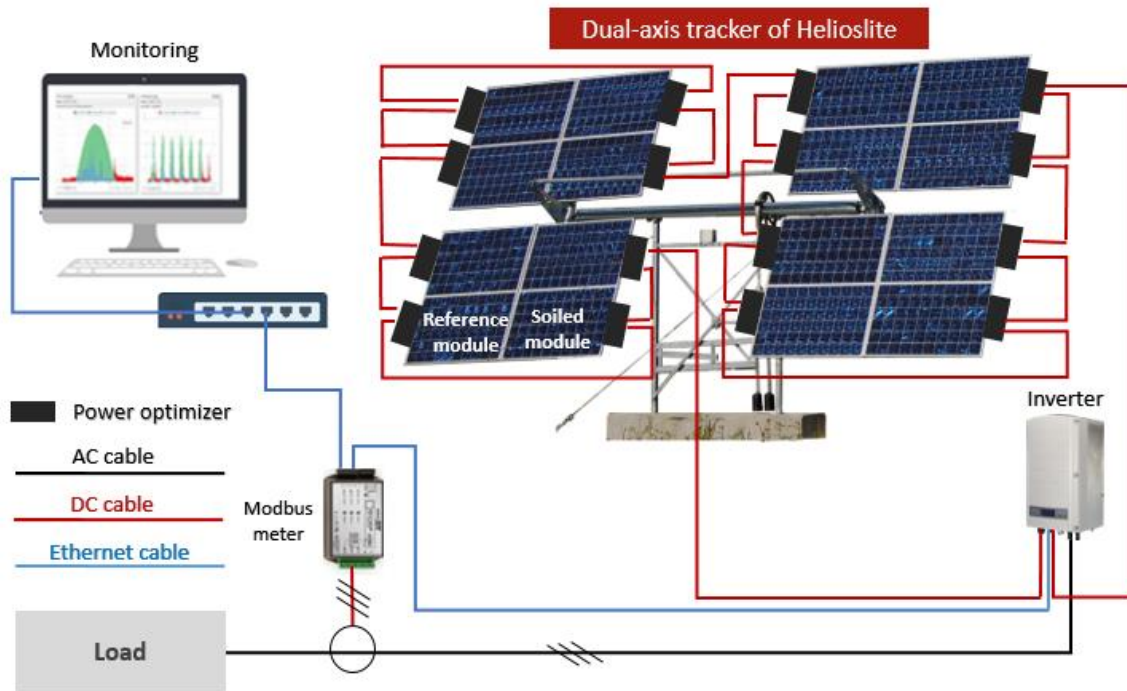 Dual-axis tracker of Helioslite
Monitoring
Reference
module
Soiled
module
Power optimizer
AC cable
DC cable
Ethernet cable
Modbus
meter
Inverter
Load